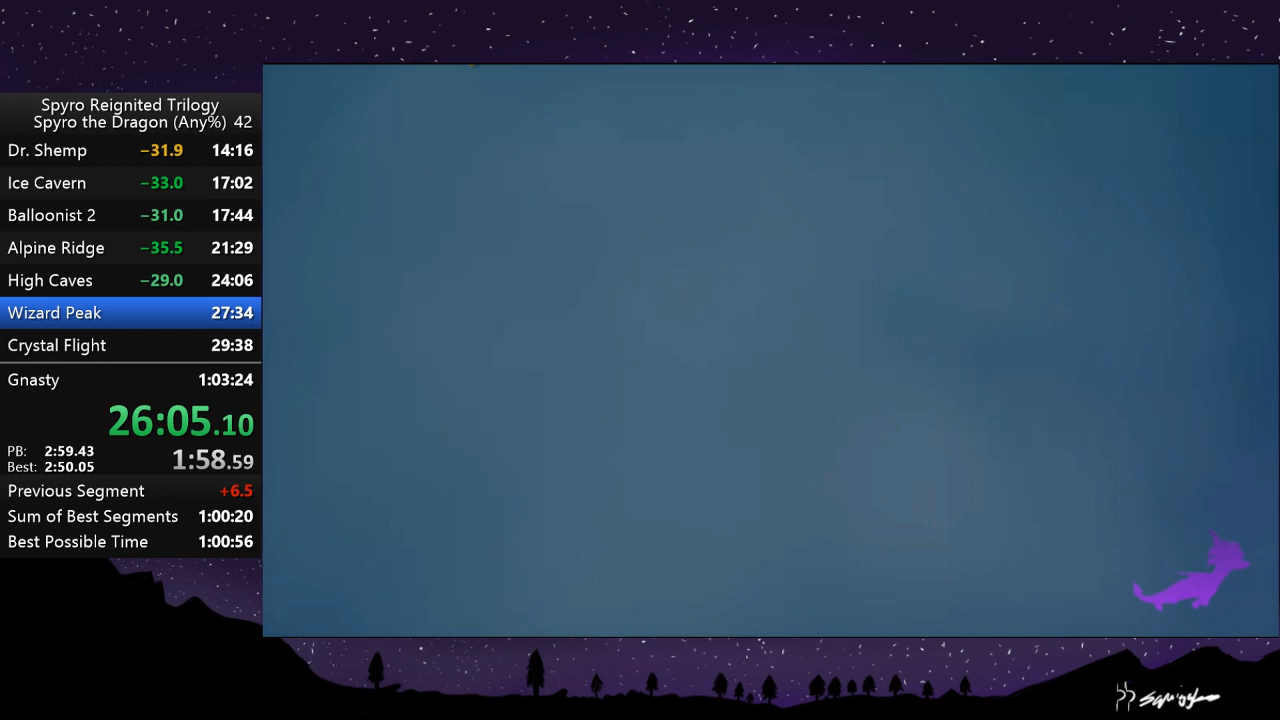 Spyro Reignited Trilogy
Spyro the Dragon (Any%) 42
Dr. Shemp −31.9 14:16
Ice Cavern −33.0 17:02
Balloonist 2 −31.0 17:44
Alpine Ridge −35.5 21:29
High Caves −29.0 24:06
Wizard Peak 27:34
Crystal Flight 29:38
Gnasty 1:03:24
26:05.10
PB: 2:59.43
Best: 2:50.05
1:58.59
Previous Segment +6.5
Sum of Best Segments 1:00:20
Best Possible Time 1:00:56